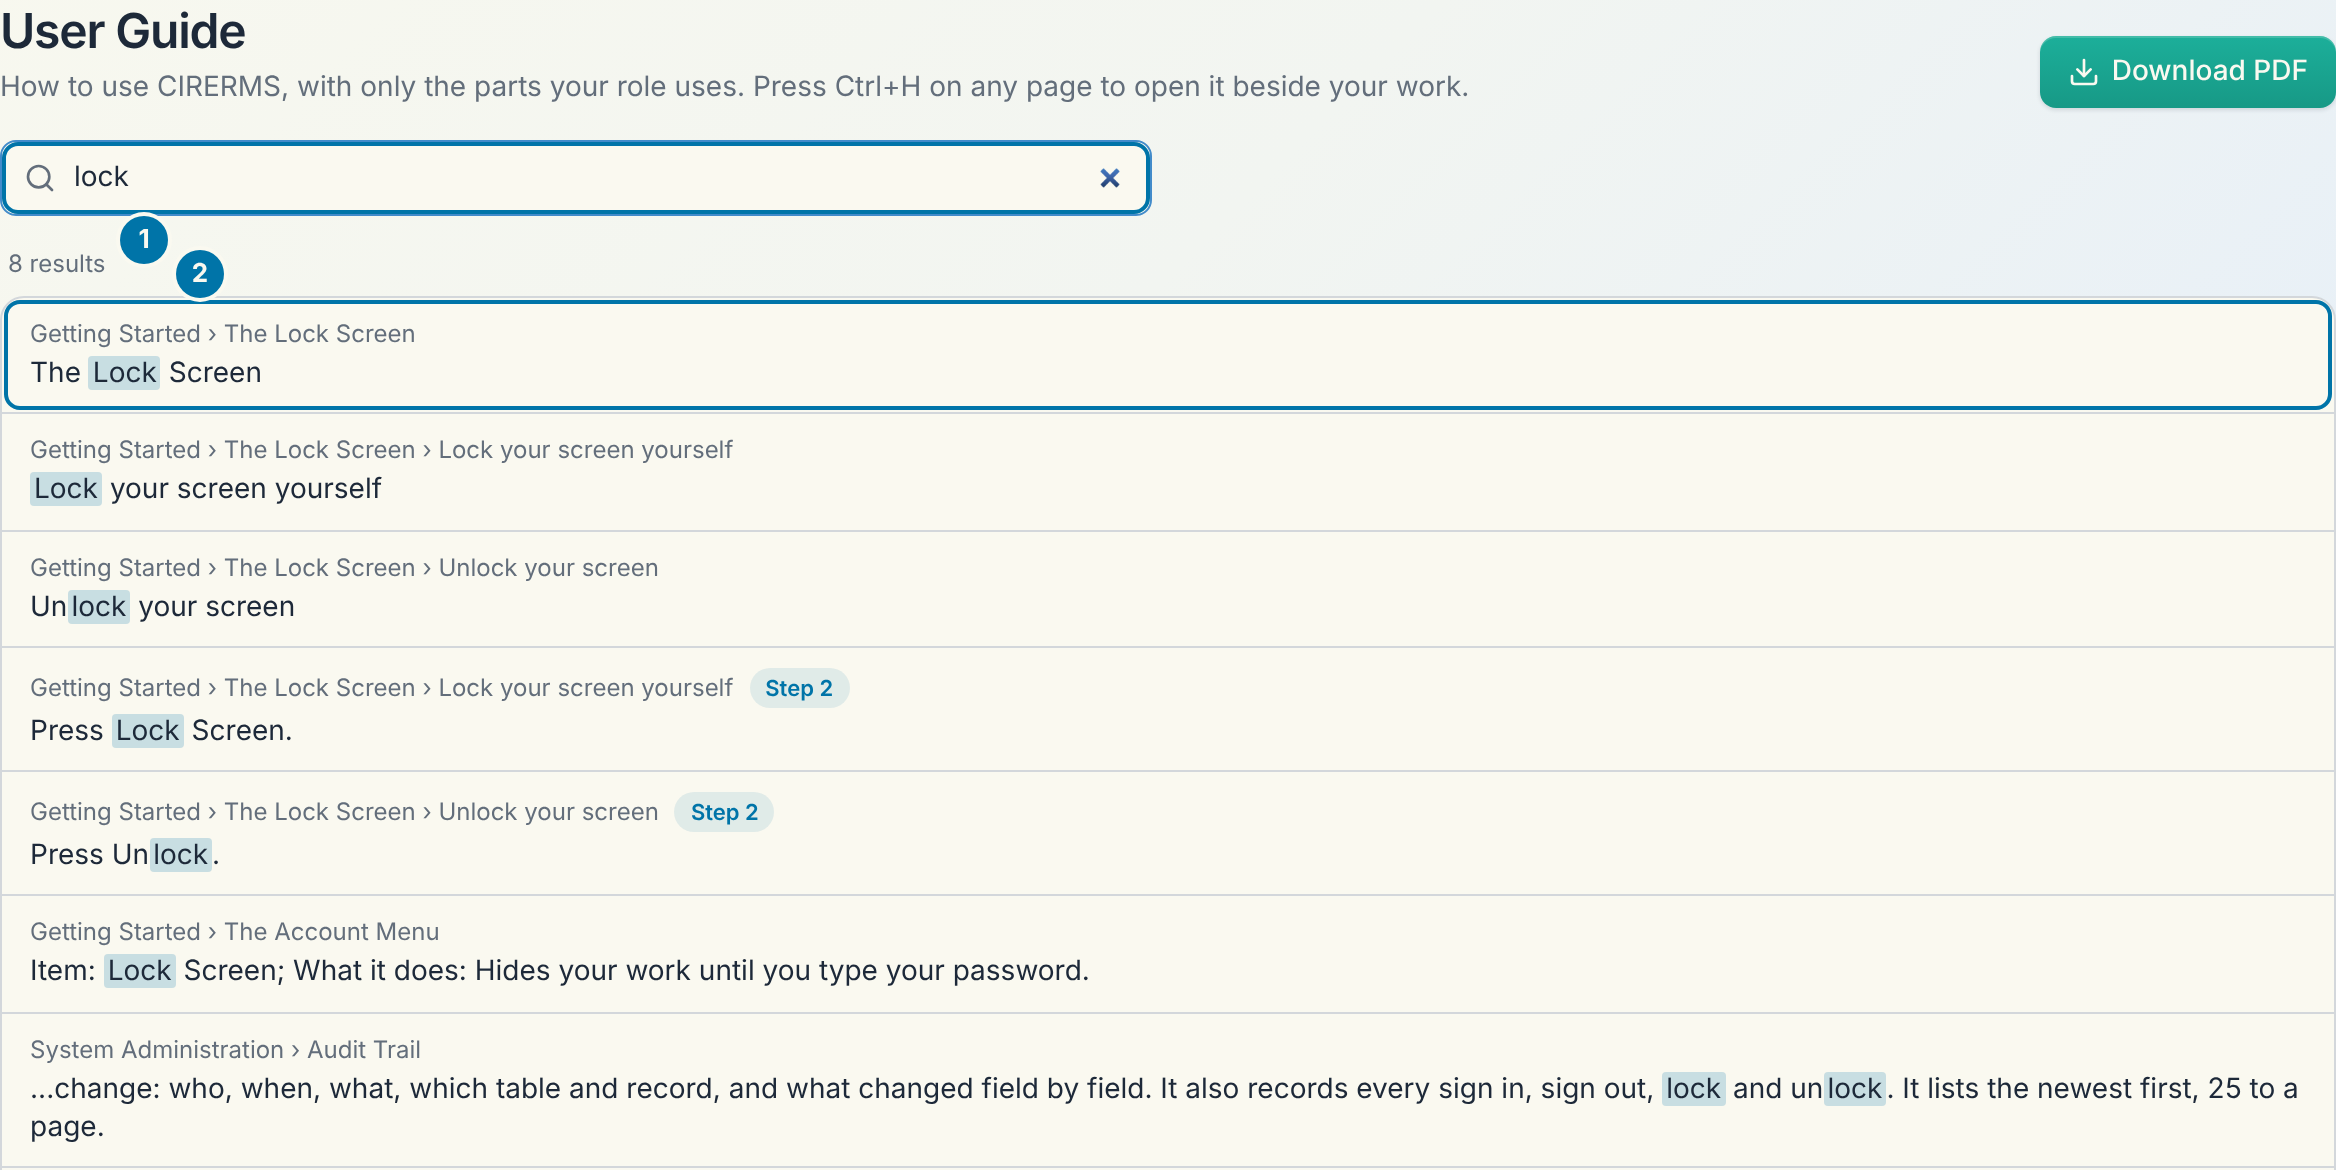 User Guide
How to use CIRERMS, with only the parts your role uses. Press Ctrl+H on any page to open it beside your work.
Download PDF
lock
1
8 results
2
Getting Started › The Lock Screen
The Lock Screen
Getting Started › The Lock Screen › Lock your screen yourself
Lock your screen yourself
Getting Started › The Lock Screen › Unlock your screen
Unlock your screen
Getting Started › The Lock Screen › Lock your screen yourself Step 2
Press Lock Screen.
Getting Started › The Lock Screen › Unlock your screen Step 2
Press Unlock.
Getting Started › The Account Menu
Item: Lock Screen; What it does: Hides your work until you type your password.
System Administration › Audit Trail
...change: who, when, what, which table and record, and what changed field by field. It also records every sign in, sign out, lock and unlock. It lists the newest first, 25 to a
page.